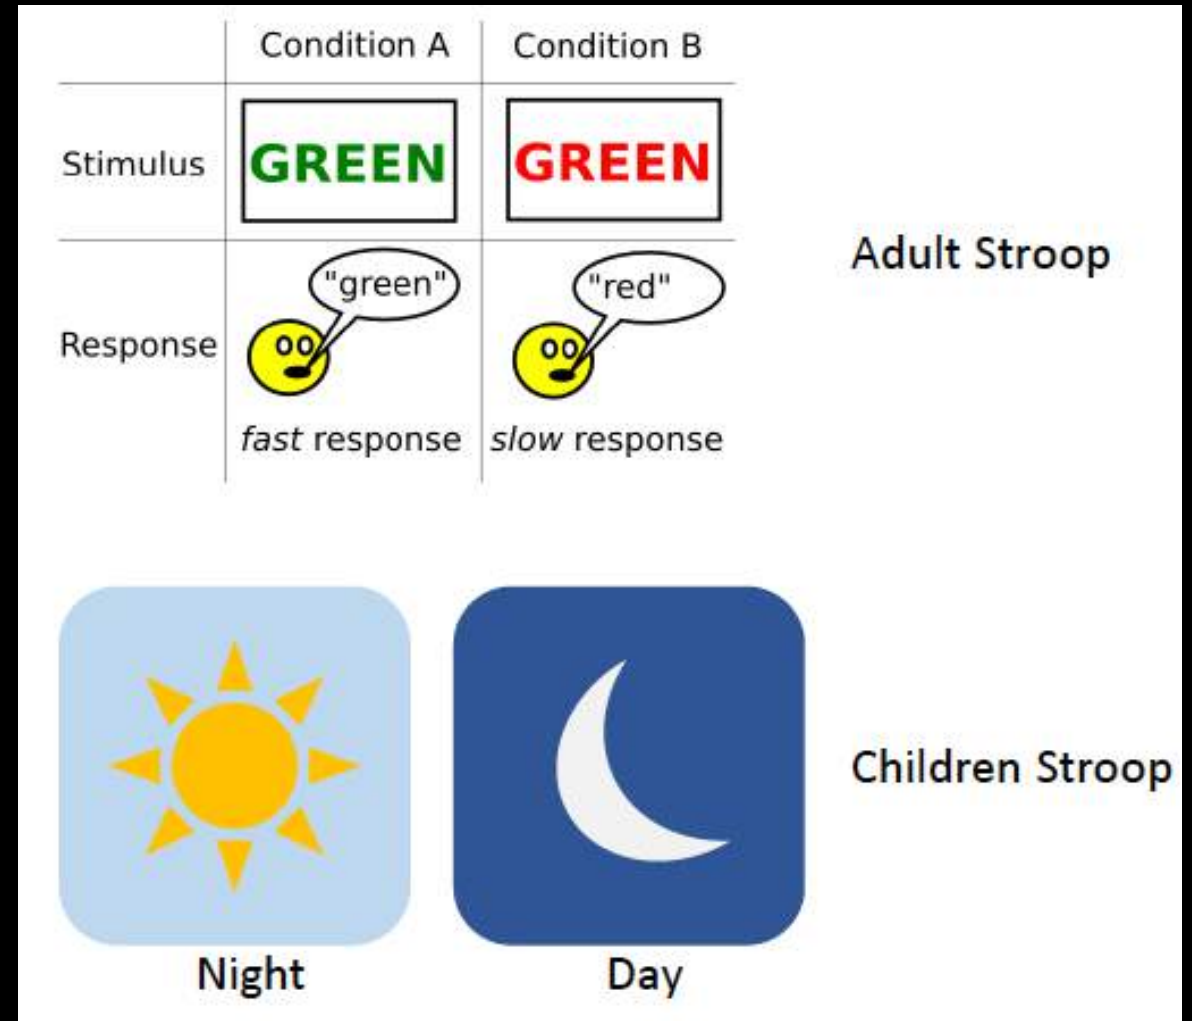 Condition A Condition B
Stimulus GREEN GREEN
Adult Stroop
"green" "red"
Response
fast response slow response
Children Stroop
Night Day